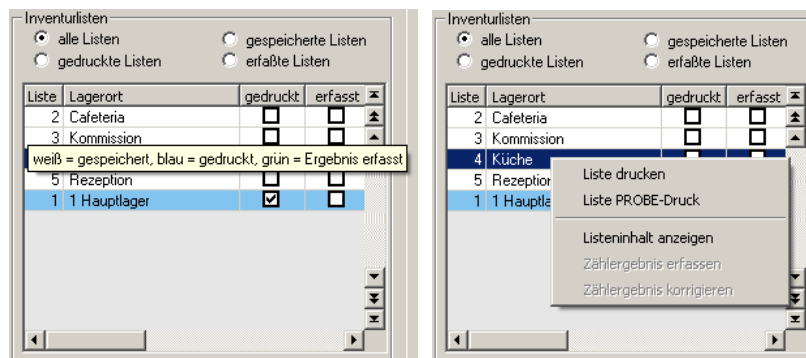 Inventurlisten
alle Listen gespeicherte Listen
gedruckte Listen erfaßte Listen
Liste Lagerort gedruckt erfasst
2 Cafeteria
3 Kommission
weiß = gespeichert, blau = gedruckt, grün = Ergebnis erfasst
5 Rezeption
1 1 Hauptlager
Inventurlisten
alle Listen gespeicherte Listen
gedruckte Listen erfaßte Listen
Liste Lagerort gedruckt erfasst
2 Cafeteria
3 Kommission
4 Küche
5 Rezeption
1 1 Hauptla
Liste drucken
Liste PROBE-Druck
Listeninhalt anzeigen
Zählergebnis erfassen
Zählergebnis korrigieren